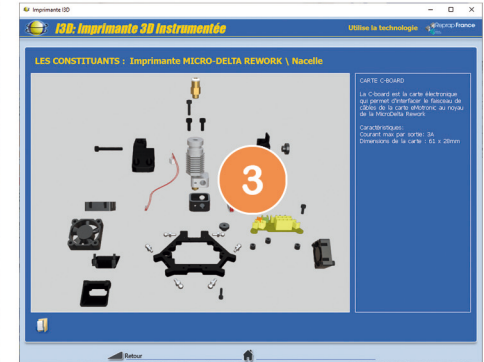 Imprimante I3D
I3D: Imprimante 3D Instrumentée
Utilise la technologie
Reprap France
LES CONSTITUANTS : Imprimante MICRO-DELTA REWORK \ Nacelle
CARTE C-BOARD
La C-board est la carte électronique
qui permet d'interfacer le faisceau de
câbles de la carte eMotronic au noyau
de la MicroDelta Rework
Caractéristiques:
Courant max par sortie: 3A
Dimensions de la carte : 61 x 28mm
3
Retour